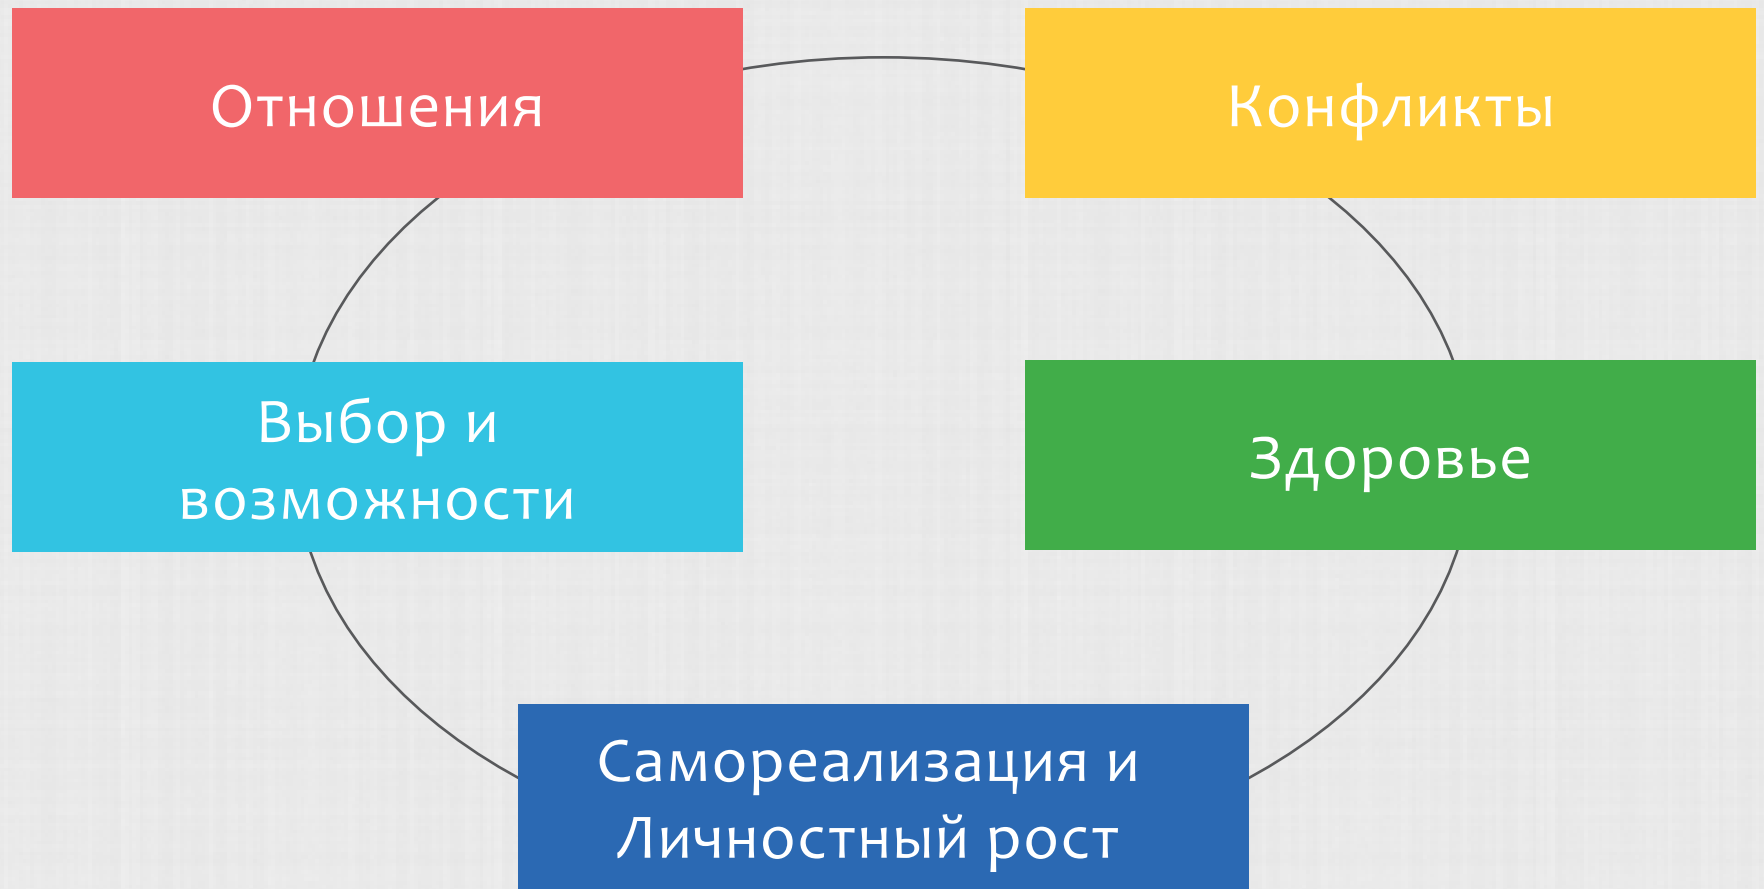 Отношения
Конфликты
Выбор и
возможности
Здоровье
Самореализация и
Личностный рост